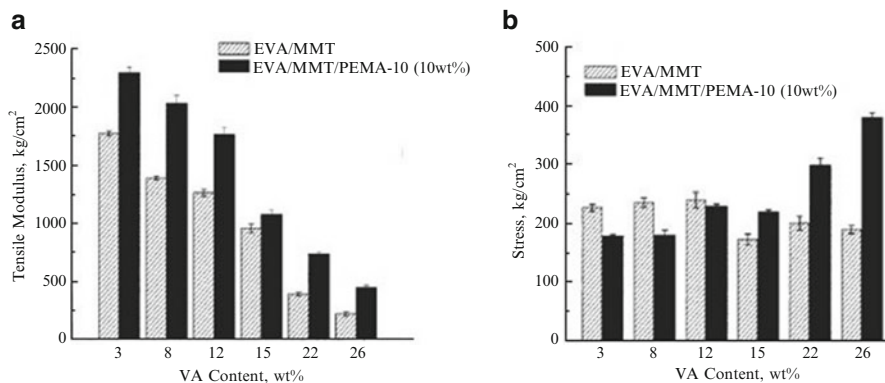 a
EVA/MMT
EVA/MMT/PEMA-10 (10wt%)
Tensile Modulus, kg/cm2
2500
2000
1500
1000
500
0
3 8 12 15 22 26
VA Content, wt%
b
EVA/MMT
EVA/MMT/PEMA-10 (10wt%)
Stress, kg/cm2
500
400
300
200
100
0
3 8 12 15 22 26
VA Content, wt%